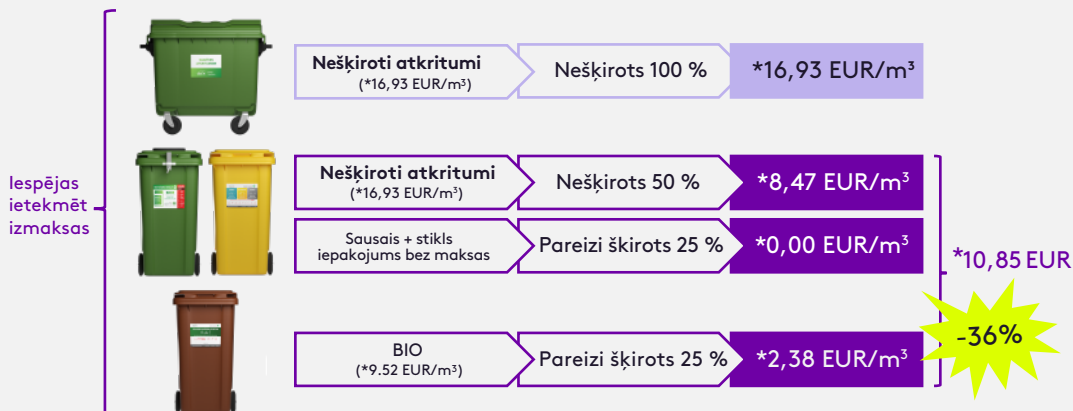 Nešķiroti atkritumi
(*16,93 EUR/m³)
Nešķirots 100 %
*16,93 EUR/m³
Iespējas
ietekmēt
izmaksas
Nešķiroti atkritumi
(*16,93 EUR/m³)
Nešķirots 50 %
*8,47 EUR/m³
Sausais + stikls
iepakojums bez maksas
Pareizi škirots 25 %
*0,00 EUR/m³
*10,85 EUR
-36%
BIO
(*9.52 EUR/m³)
Pareizi šķirots 25 %
*2,38 EUR/m³